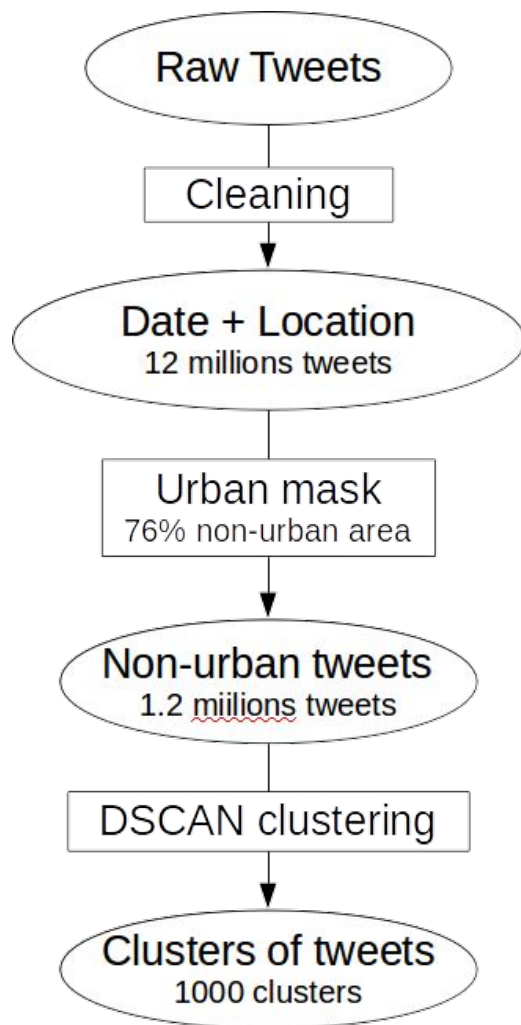 Raw Tweets
Cleaning
Date + Location
12 millions tweets
Urban mask
76% non-urban area
Non-urban tweets
1.2 miilions tweets
DSCAN clustering
Clusters of tweets
1000 clusters